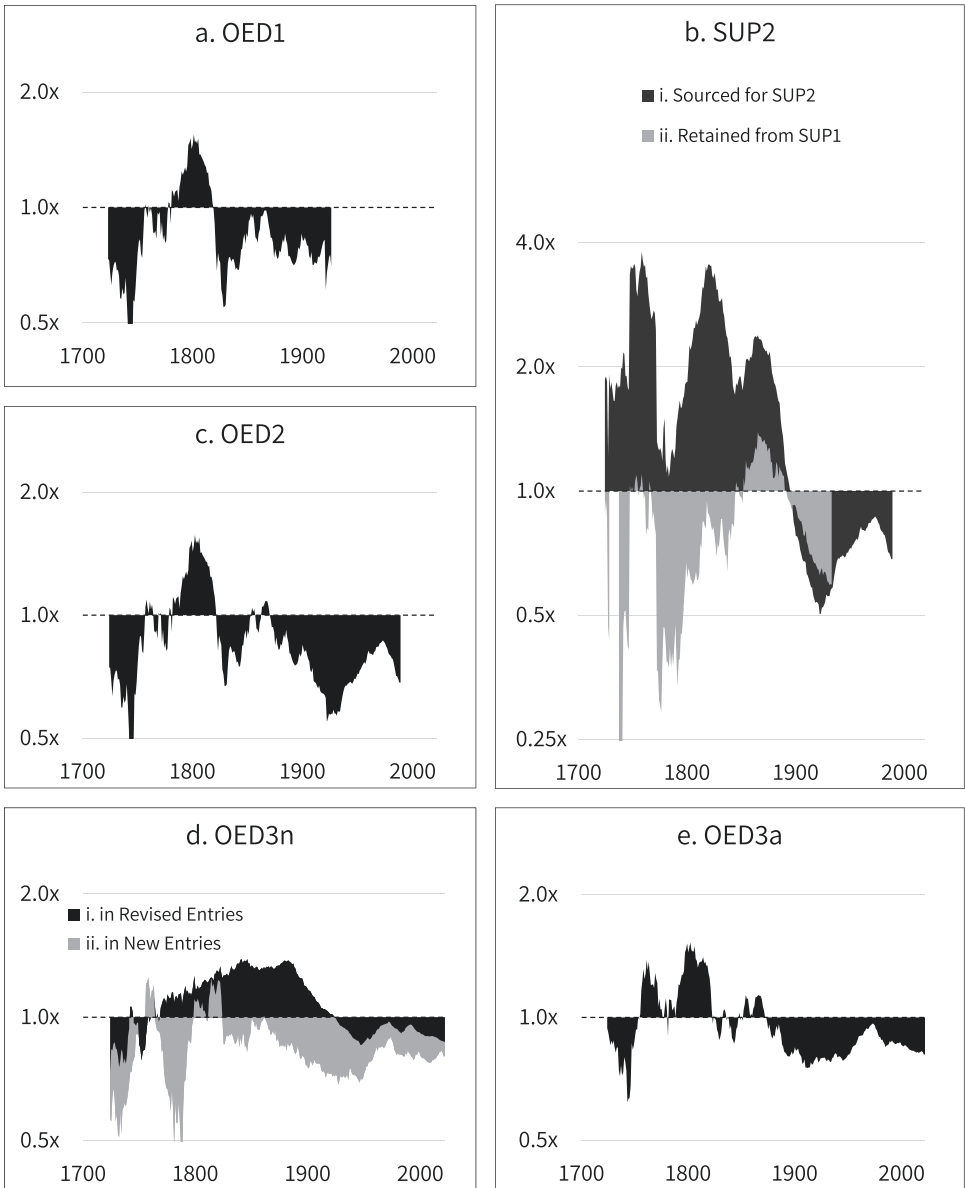 a. OED1
2.0x
1.0x
0.5x
1700 1800 1900 2000
b. SUP2
i. Sourced for SUP2
ii. Retained from SUP1
4.0x
2.0x
1.0x
0.5x
0.25x
1700 1800 1900 2000
c. OED2
2.0x
1.0x
0.5x
1700 1800 1900 2000
d. OED3n
2.0x
i. in Revised Entries
ii. in New Entries
1.0x
0.5x
1700 1800 1900 2000
e. OED3a
2.0x
1.0x
0.5x
1700 1800 1900 2000